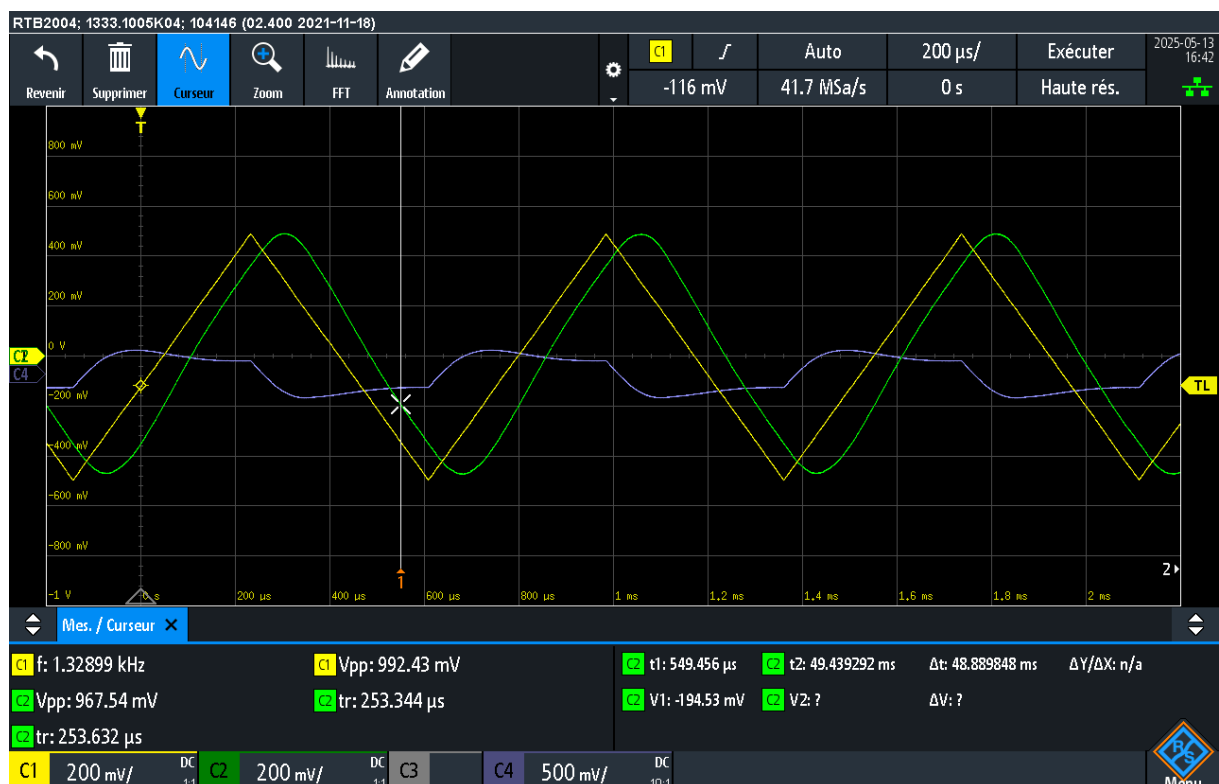 RTB2004; 1333.1005K04; 104146 (02.400 2021-11-18)
Revenir Supprimer Curseur Zoom FFT Annotation
C1 Auto 200 µs/ Exécuter
-116 mV 41.7 MSa/s 0 s Haute rés.
2025-05-13
16:42
T
800 mV
600 mV
400 mV
200 mV
0 V
C2
C4
-200 mV
TL
-400 mV
-600 mV
-800 mV
2
1
-1 V 0 s 200 µs 400 µs 600 µs 800 µs 1 ms 1,2 ms 1,4 ms 1,6 ms 1,8 ms 2 ms
Mes. / Curseur
C1 f: 1.32899 kHz C1 Vpp: 992.43 mV
C2 Vpp: 967.54 mV C2 tr: 253.344 µs
C2 tr: 253.632 µs
C2 t1: 549.456 µs C2 t2: 49.439292 ms Δt: 48.889848 ms ΔY/ΔX: n/a
C2 V1: -194.53 mV C2 V2: ? ΔV: ?
C1 200 mV/ DC 1:1 C2 200 mV/ DC 1:1 C3 C4 500 mV/ DC 10:1
R&S
Menu